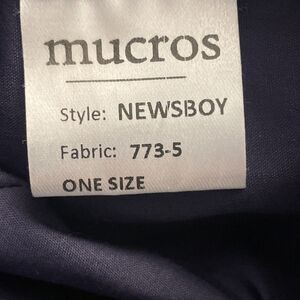 mucros
Style: NEWSBOY
Fabric: 773-5
ONE SIZE